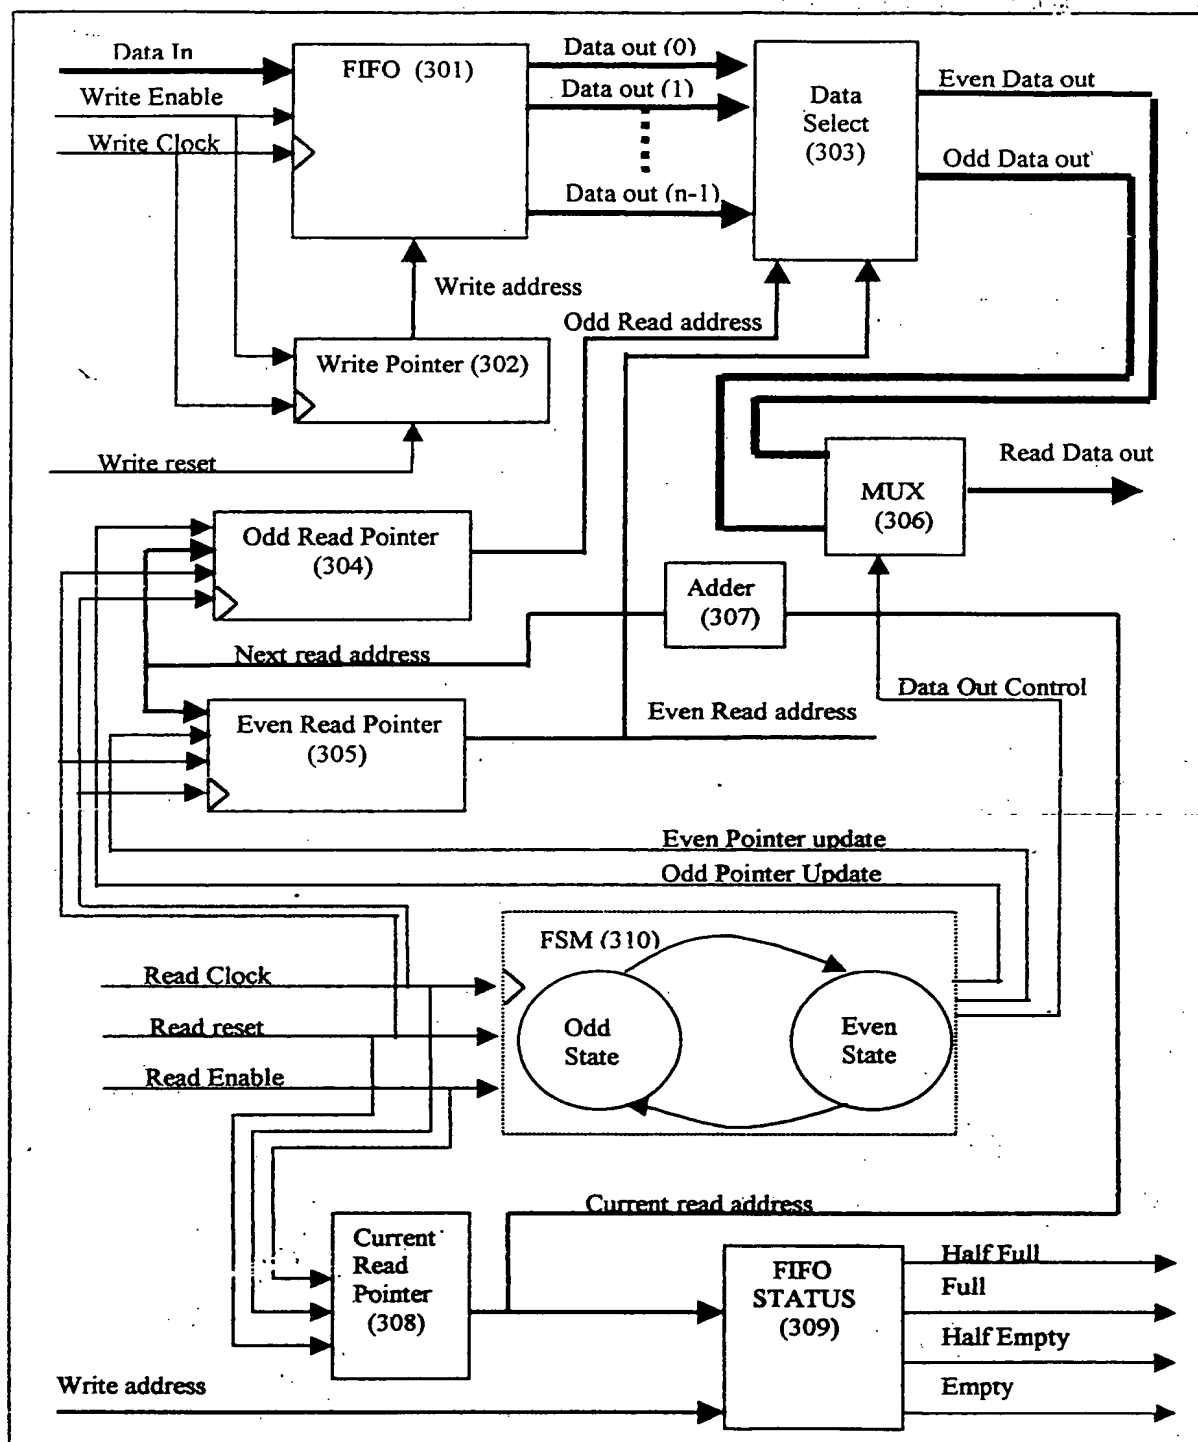 Data In
FIFO (301)
Data out (0)
Even Data out
Write Enable
Data out (1)
Data
Select
(303)
Write Clock
Odd Data out
Data out (n-1)
Write address
Odd Read address
Write Pointer (302)
Write reset
Read Data out
MUX
(306)
Odd Read Pointer
(304)
Adder
(307)
Next read address
Data Out Control
Even Read Pointer
(305)
Even Read address
Even Pointer update
Odd Pointer Update
FSM (310)
Read Clock
Read reset
Read Enable
Odd
State
Even
State
Current read address
Current
Read
Pointer
(308)
FIFO
STATUS
(309)
Half Full
Full
Half Empty
Empty
Write address